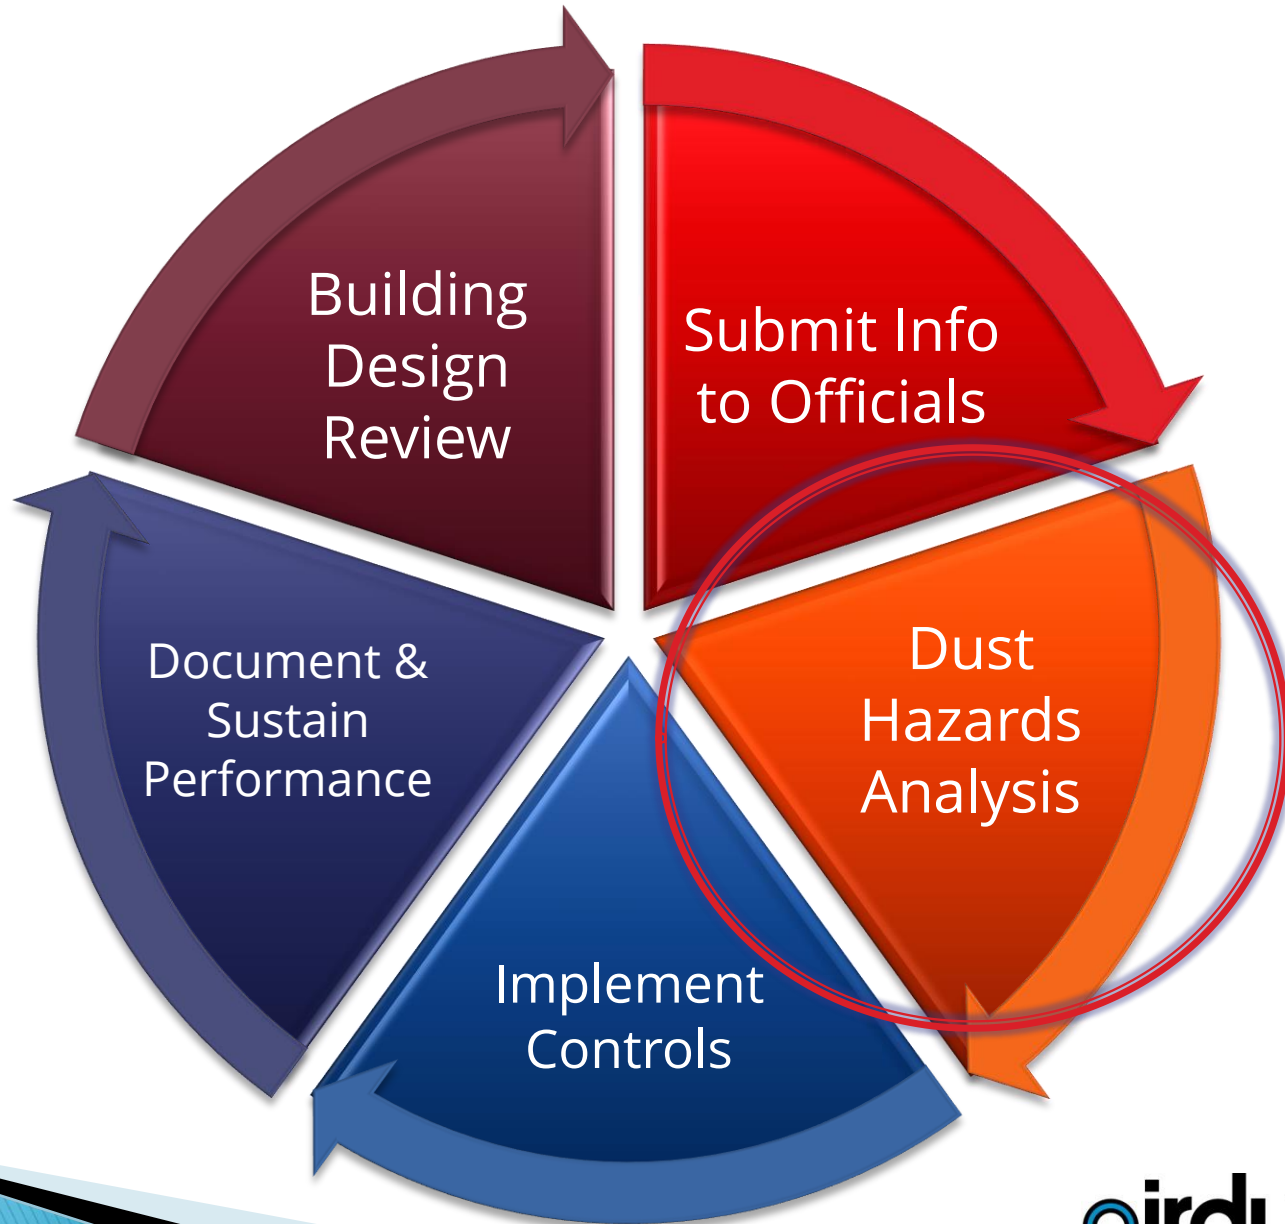 Building
Design
Review
Submit Info
to Officials
Dust
Hazards
Analysis
Implement
Controls
Document &
Sustain
Performance